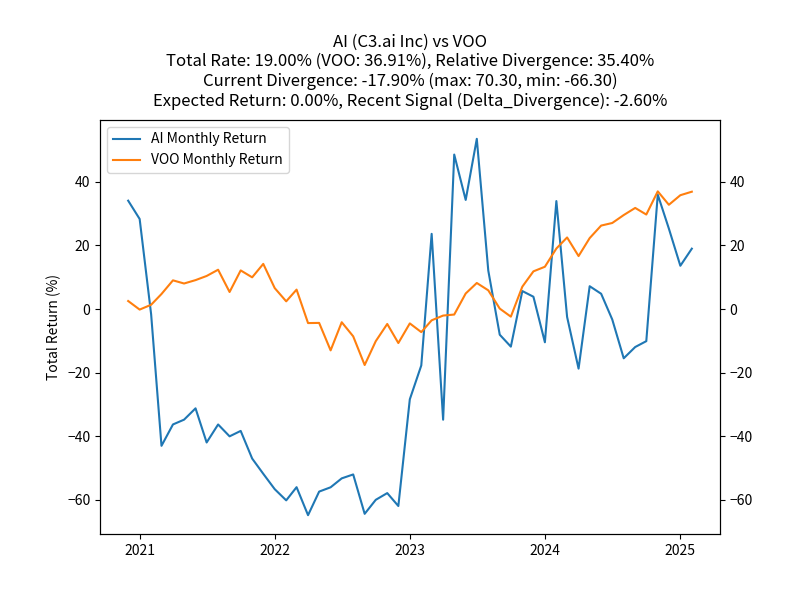 AI (C3.ai Inc) vs VOO
Total Rate: 19.00% (VOO: 36.91%), Relative Divergence: 35.40%
Current Divergence: -17.90% (max: 70.30, min: -66.30)
Expected Return: 0.00%, Recent Signal (Delta_Divergence): -2.60%
AI Monthly Return
VOO Monthly Return
Total Return (%)
40 40
20 20
0 0
−20 −20
−40 −40
−60 −60
2021 2022 2023 2024 2025